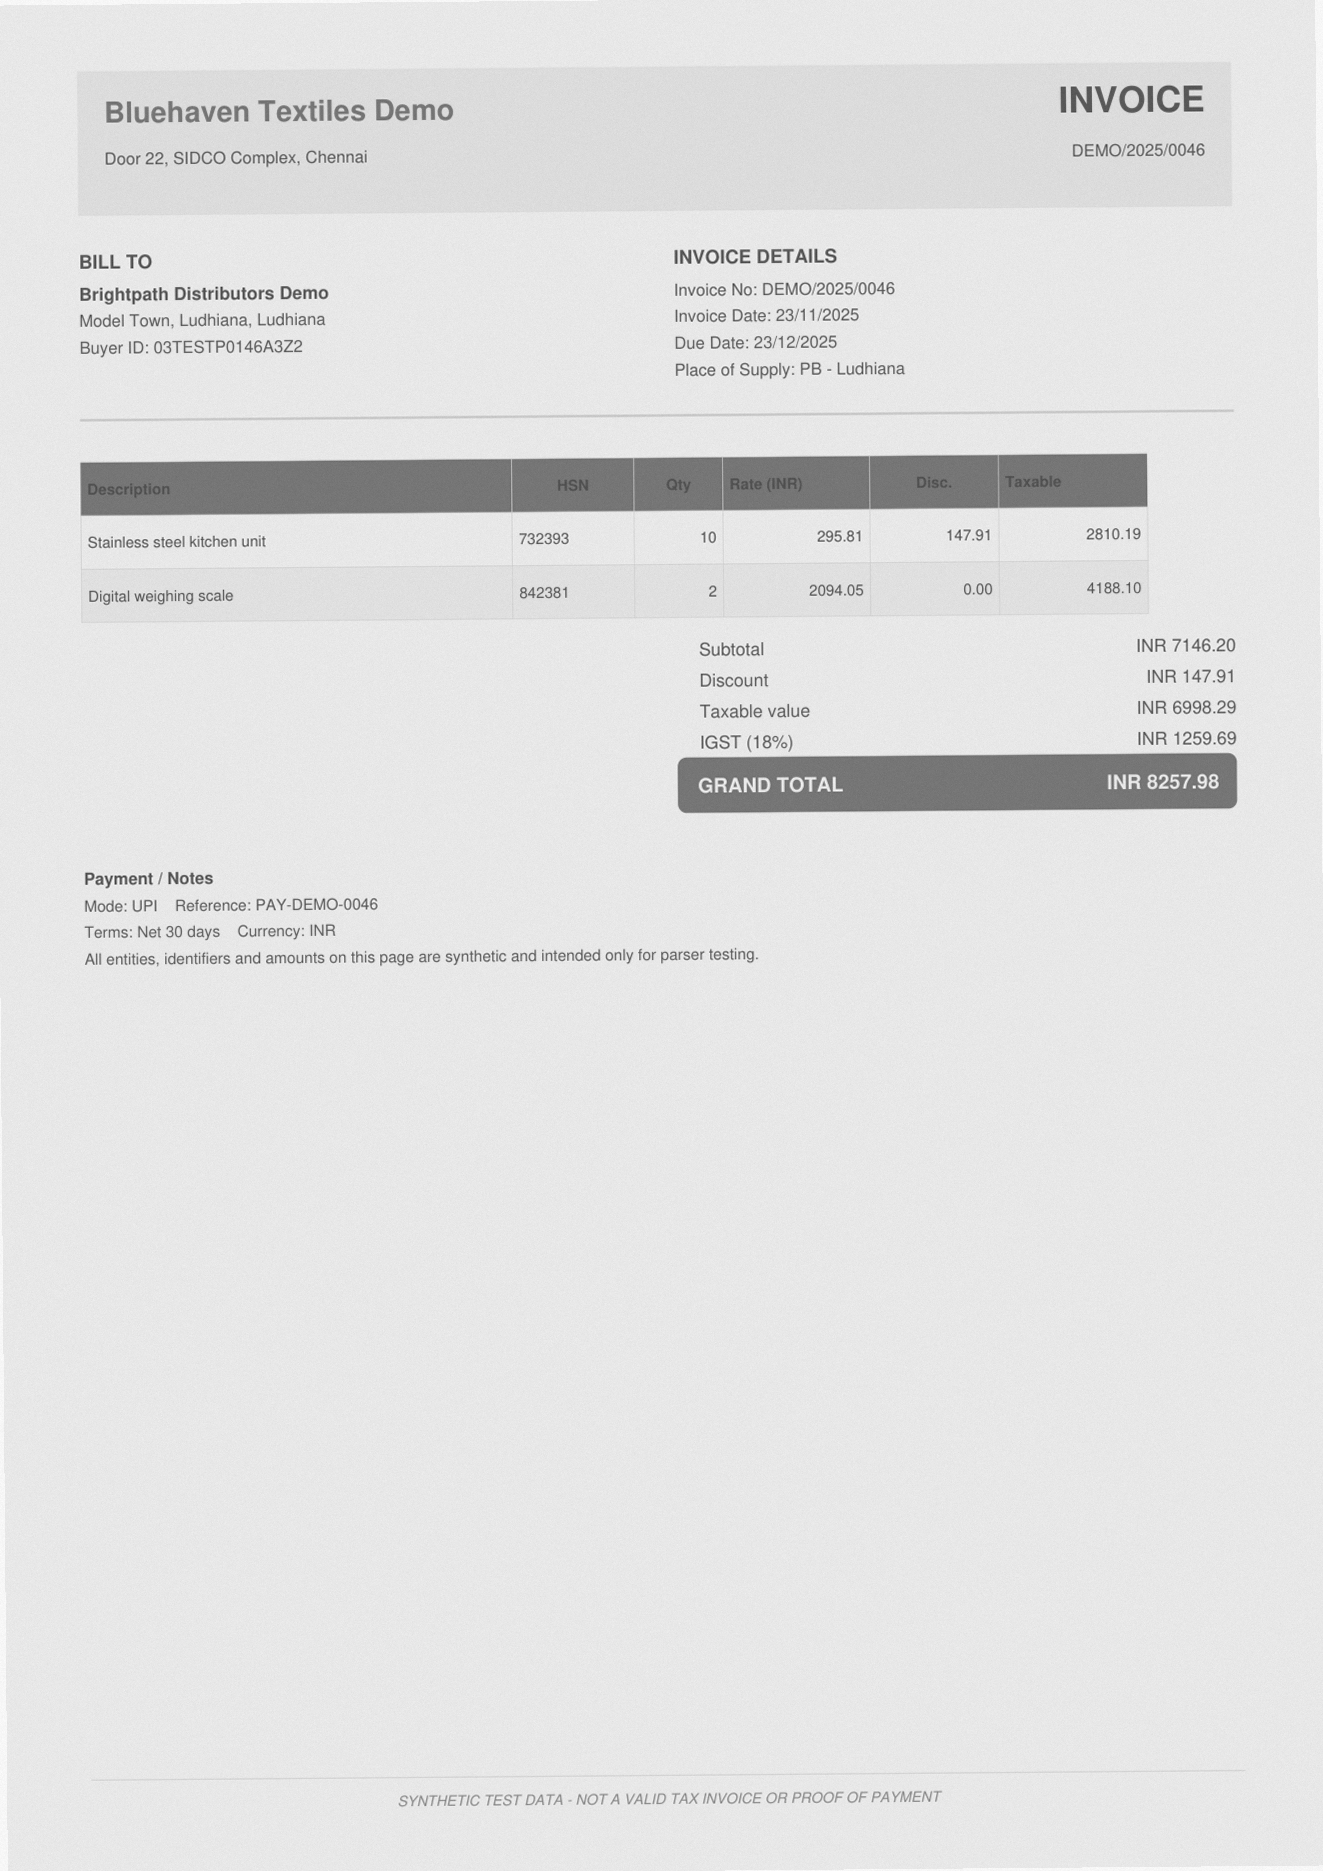 Bluehaven Textiles Demo
Door 22, SIDCO Complex, Chennai
INVOICE
DEMO/2025/0046
BILL TO
Brightpath Distributors Demo
Model Town, Ludhiana, Ludhiana
Buyer ID: 03TESTP0146A3Z2
INVOICE DETAILS
Invoice No: DEMO/2025/0046
Invoice Date: 23/11/2025
Due Date: 23/12/2025
Place of Supply: PB - Ludhiana
Description HSN Qty Rate (INR) Disc. Taxable
Stainless steel kitchen unit 732393 10 295.81 147.91 2810.19
Digital weighing scale 842381 2 2094.05 0.00 4188.10
Subtotal INR 7146.20
Discount INR 147.91
Taxable value INR 6998.29
IGST (18%) INR 1259.69
GRAND TOTAL INR 8257.98
Payment / Notes
Mode: UPI Reference: PAY-DEMO-0046
Terms: Net 30 days Currency: INR
All entities, identifiers and amounts on this page are synthetic and intended only for parser testing.
SYNTHETIC TEST DATA - NOT A VALID TAX INVOICE OR PROOF OF PAYMENT